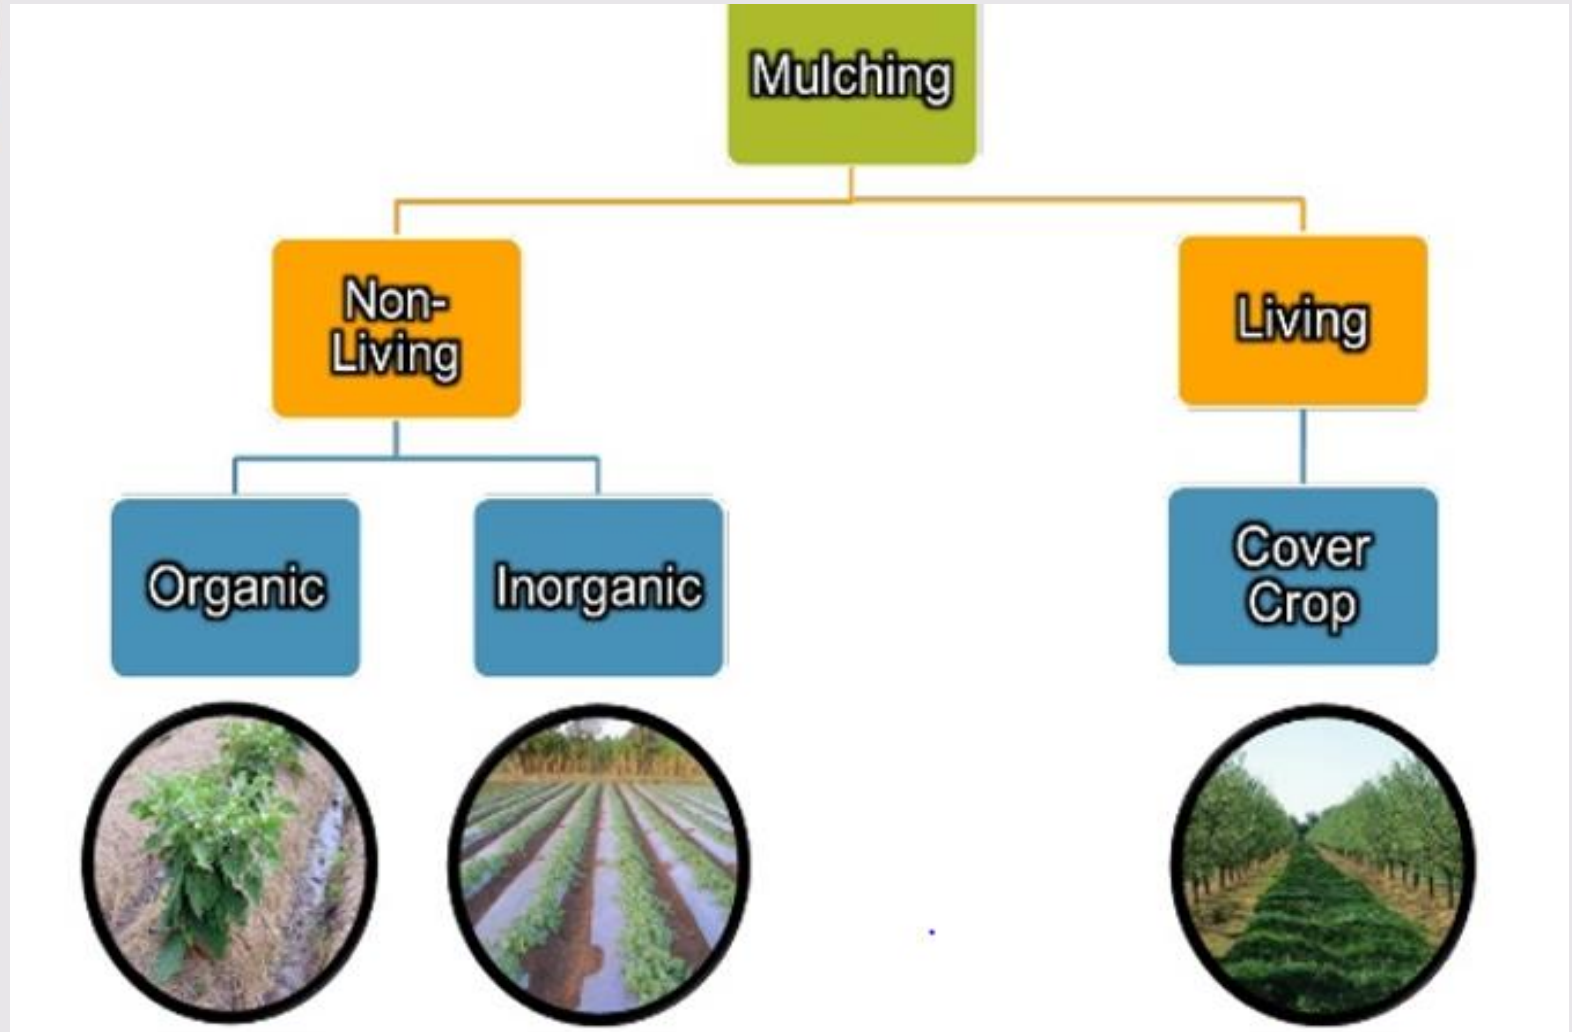 Mulching
Non-
Living
Living
Organic
Inorganic
Cover
Crop